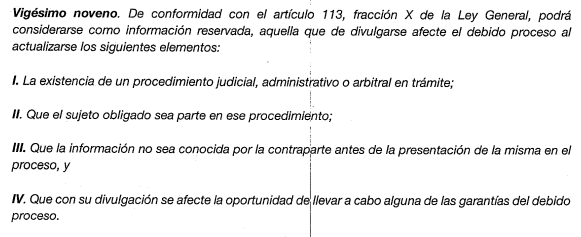 Vigésimo noveno. De conformidad con el artículo 113, fracción X de la Ley General, podrá
considerarse como información reservada, aquella que de divulgarse afecte el debido proceso al
actualizarse los siguientes elementos:
I. La existencia de un procedimiento judicial, administrativo o arbitral en trámite;
II. Que el sujeto obligado sea parte en ese procedimiento;
III. Que la información no sea conocida por la contraparte antes de la presentación de la misma en el
proceso, y
IV. Que con su divulgación se afecte la oportunidad de llevar a cabo alguna de las garantías del debido
proceso.